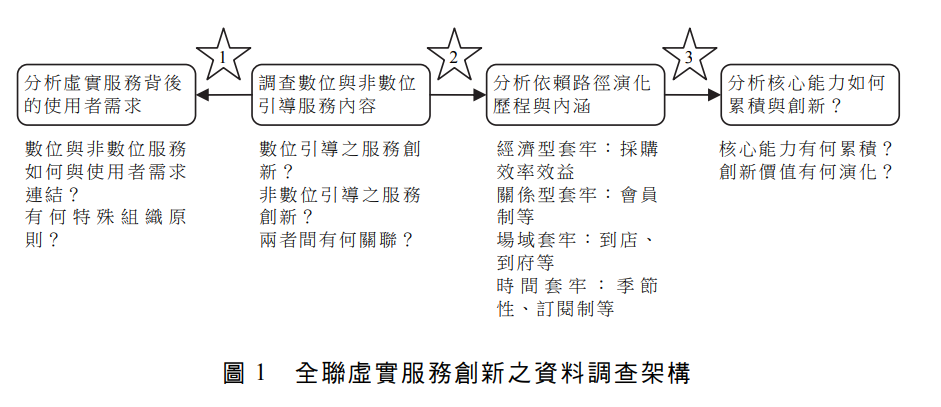 1
2
3
分析虛實服務背後
的使用者需求
調查數位與非數位
引導服務內容
分析依賴路徑演化
歷程與內涵
分析核心能力如何
累積與創新？
數位與非數位服務
如何與使用者需求
連結？
有何特殊組織原
則？
數位引導之服務創
新？
非數位引導之服務
創新？
兩者間有何關聯？
經濟型套牢：採購
效率效益
關係型套牢：會員
制等
場域套牢：到店、
到府等
時間套牢：季節
性、訂閱制等
核心能力有何累積？
創新價值有何演化？
圖 1 全聯虛實服務創新之資料調查架構